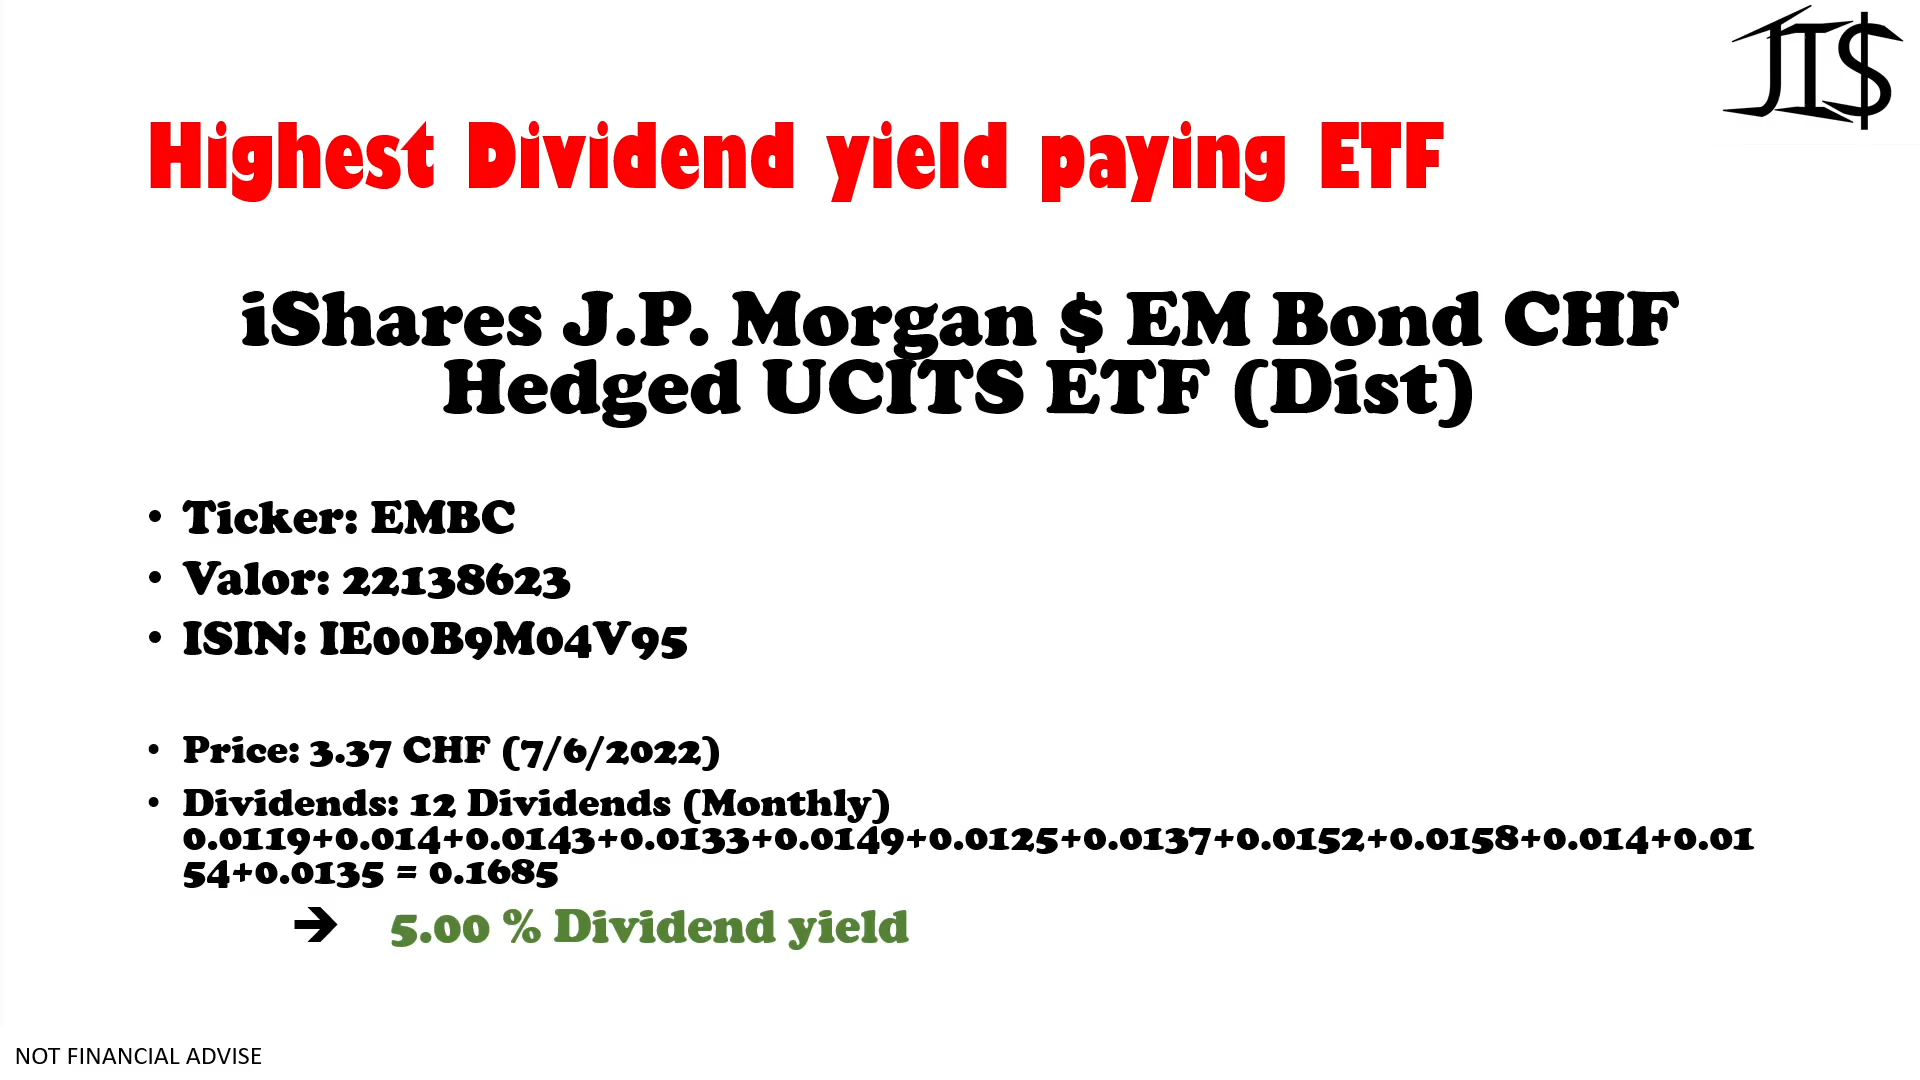 JI$
Highest Dividend yield paying ETF
iShares J.P. Morgan $ EM Bond CHF
Hedged UCITS ETF (Dist)
• Ticker: EMBC
• Valor: 22138623
• ISIN: IE00B9M04V95
• Price: 3.37 CHF (7/6/2022)
• Dividends: 12 Dividends (Monthly)
0.0119+0.014+0.0143+0.0133+0.0149+0.0125+0.0137+0.0152+0.0158+0.014+0.01
54+0.0135 = 0.1685
➔ 5.00 % Dividend yield
NOT FINANCIAL ADVISE